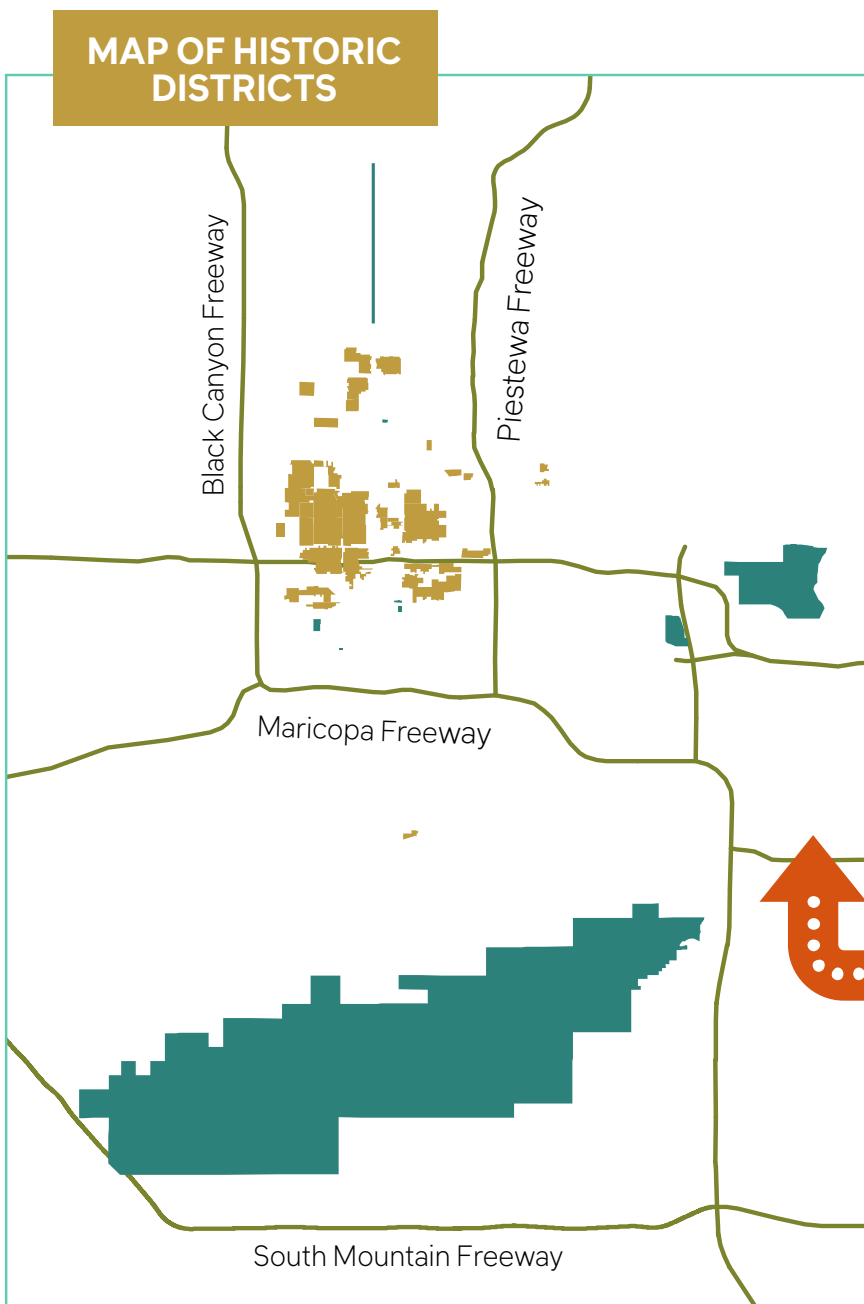 MAP OF HISTORIC
DISTRICTS
Black Canyon Freeway
Piestewa Freeway
Maricopa Freeway
South Mountain Freeway